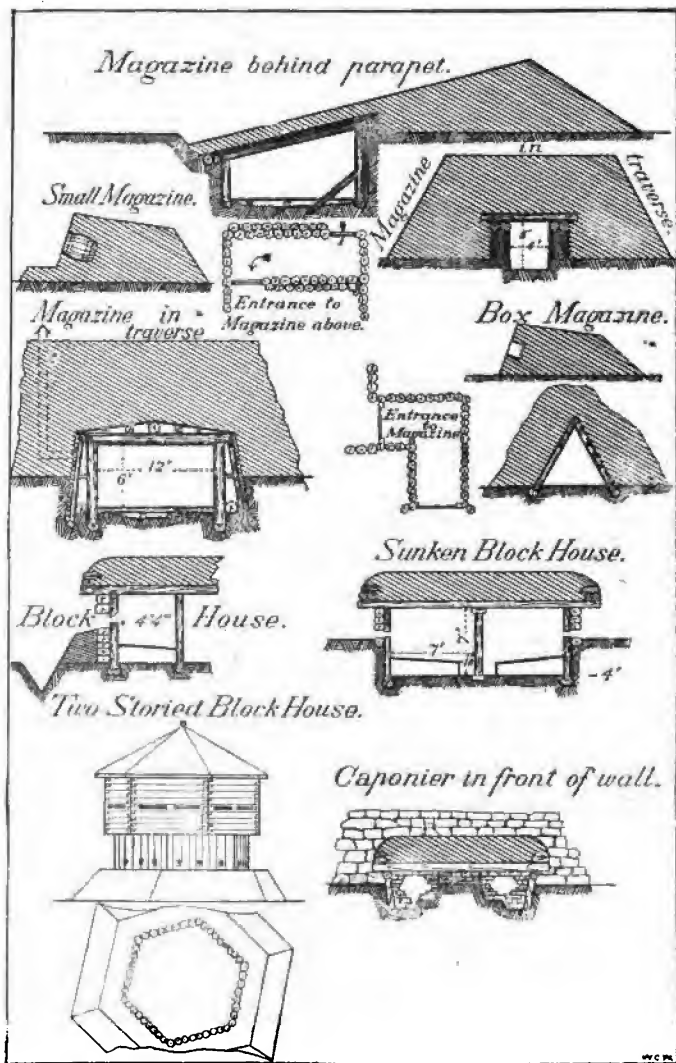 Magazine behind parapet.
Magazine in traverse.
Small Magazine.
4'
Entrance to
Magazine above.
Magazine in
traverse
Box Magazine.
Entrance
to
Magazine
12'
6'
Sunken Block House.
Block House.
7'
7'
4'
Two Storied Block House.
Caponier in front of wall.